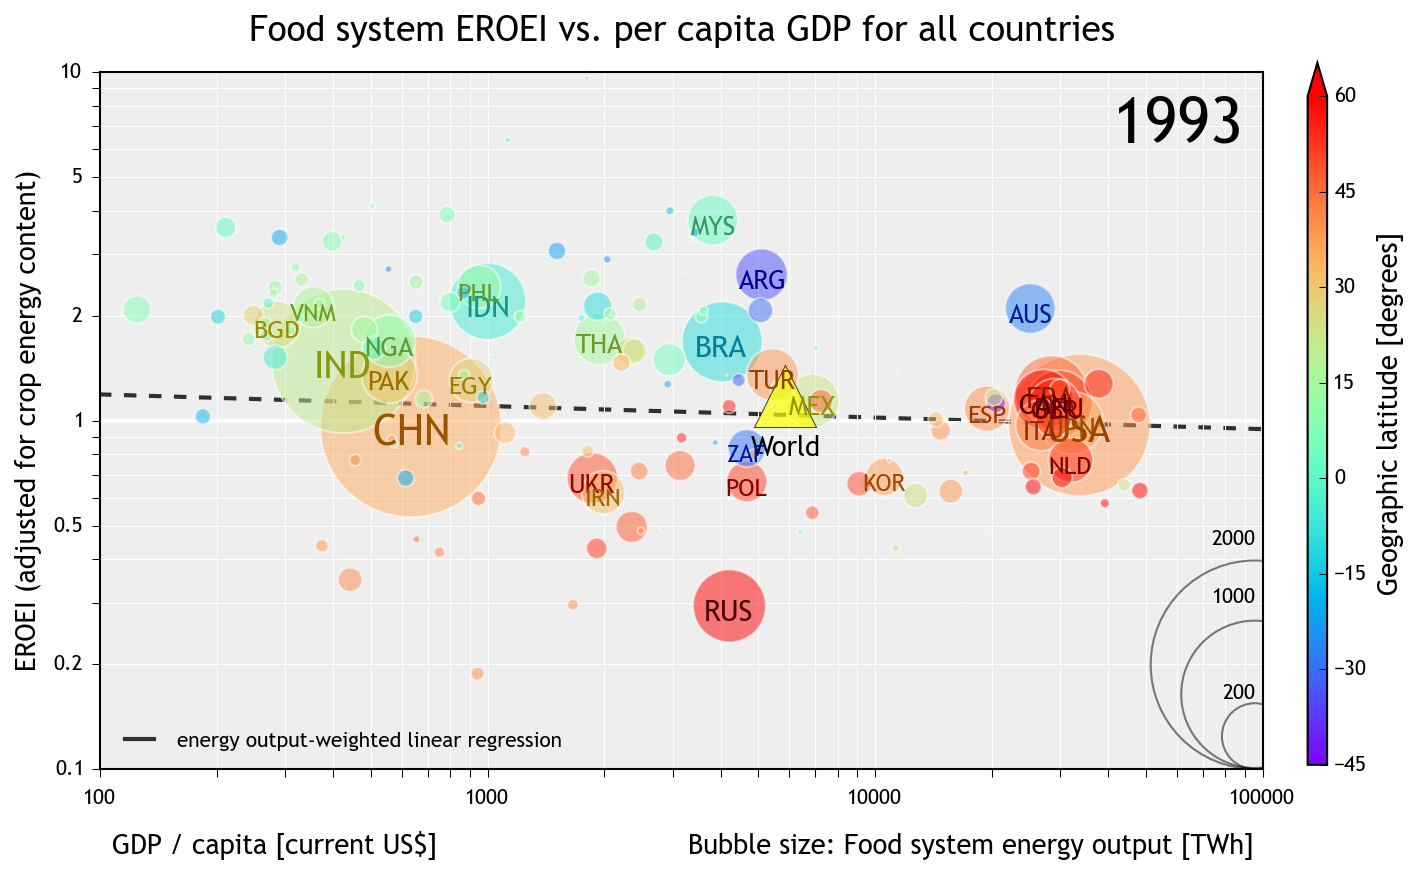 Food system EROEI vs. per capita GDP for all countries
1993
EROEI (adjusted for crop energy content)
10
5
2
1
0.5
0.2
0.1
100
1000
10000
100000
GDP / capita [current US$]
Bubble size: Food system energy output [TWh]
energy output-weighted linear regression
MYS
ARG
PHL
IDN
AUS
VNM
BGD
NGA
THA
BRA
IND
PAK
EGY
TUR
MEX
CHN
ESP
ITA
USA
World
ZAF
UKR
IRN
POL
KOR
NLD
RUS
2000
1000
200
60
45
30
15
0
−15
−30
−45
Geographic latitude [degrees]